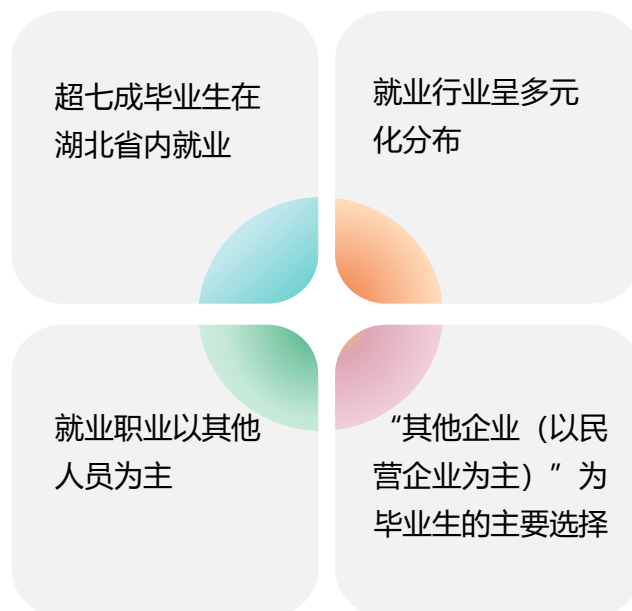 超七成毕业生在
湖北省内就业
就业行业呈多元
化分布
就业职业以其他
人员为主
“其他企业（以民
营企业为主）”为
毕业生的主要选择